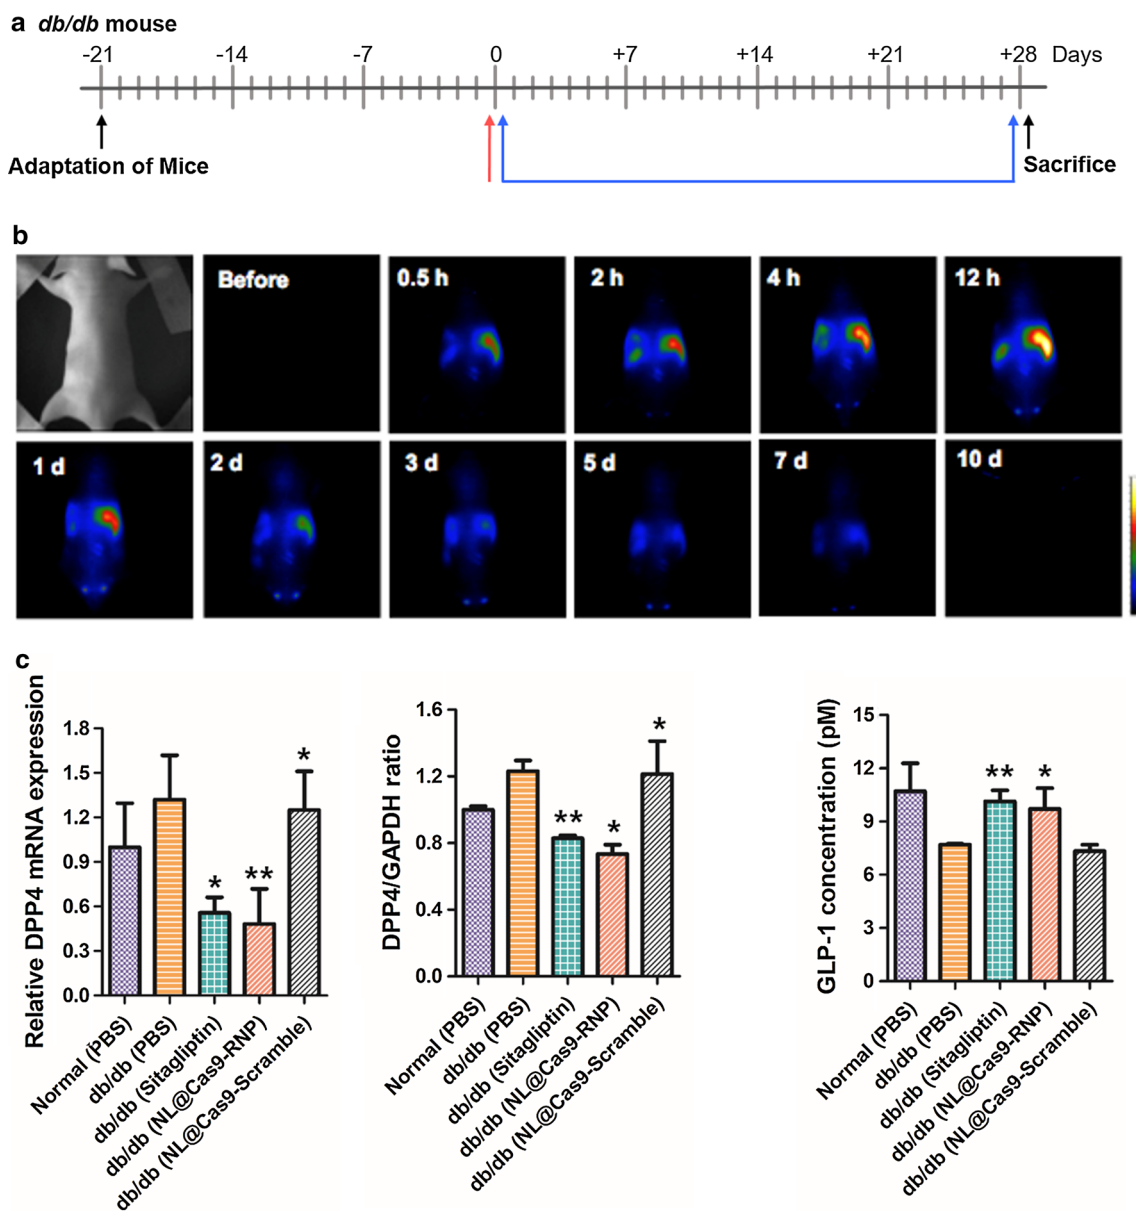 a db/db mouse
-21 -14 -7 0 +7 +14 +21 +28 Days
Adaptation of Mice
Sacrifice
b
Before
0.5 h
2 h
4 h
12 h
1 d
2 d
3 d
5 d
7 d
10 d
c
Relative DPP4 mRNA expression
1.8
1.5
1.2
0.9
0.6
0.3
0.0
*
**
*
Normal (PBS)
db/db (PBS)
db/db (Sitagliptin)
db/db (NL@Cas9-RNP)
db/db (NL@Cas9-Scramble)
DPP4/GAPDH ratio
1.6
1.2
0.8
0.4
0.0
**
*
*
Normal (PBS)
db/db (PBS)
db/db (Sitagliptin)
db/db (NL@Cas9-RNP)
db/db (NL@Cas9-Scramble)
GLP-1 concentration (pM)
15
12
9
6
3
0
**
*
Normal (PBS)
db/db (PBS)
db/db (Sitagliptin)
db/db (NL@Cas9-RNP)
db/db (NL@Cas9-Scramble)